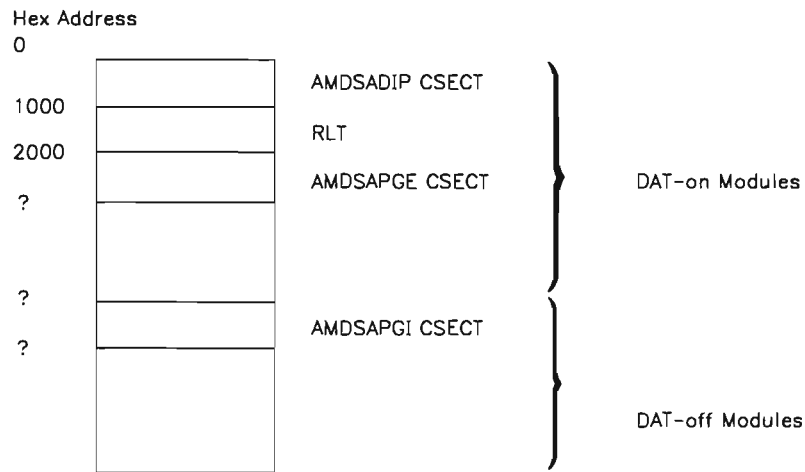 Hex Address
0
AMDSADIP CSECT
1000
RLT
2000
AMDSAPGE CSECT
DAT-on Modules
?
?
AMDSAPGI CSECT
?
DAT-off Modules